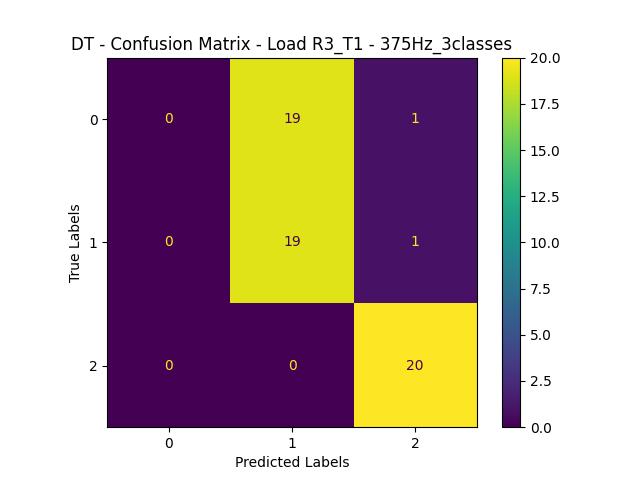 DT - Confusion Matrix - Load R3_T1 - 375Hz_3classes
True Labels
0 0 19 1
1 0 19 1
2 0 0 20
0 1 2
Predicted Labels
20.0
17.5
15.0
12.5
10.0
7.5
5.0
2.5
0.0